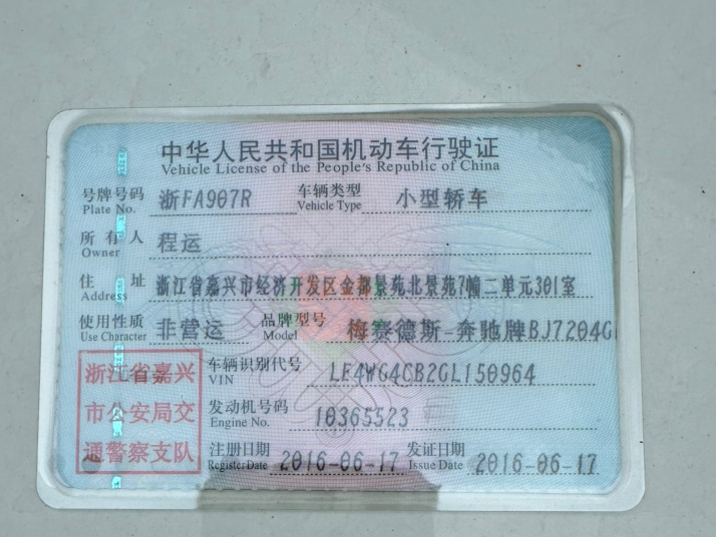 中华人民共和国机动车行驶证
Vehicle License of the People's Republic of China
号牌号码 浙FA907R 车辆类型 小型轿车
Plate No. Vehicle Type
所有人 程运
Owner
住址 浙江省嘉兴市经济开发区金都景苑北景苑7幢二单元301室
Address
使用性质 非营运 品牌型号 梅赛德斯-奔驰牌BJ7204G
Use Character Model
浙江省嘉兴
市公安局交
通警察支队
车辆识别代号 LE4WG4CB2GL150964
VIN
发动机号码 10365523
Engine No.
注册日期 2016-06-17 发证日期 2016-06-17
Register Date Issue Date